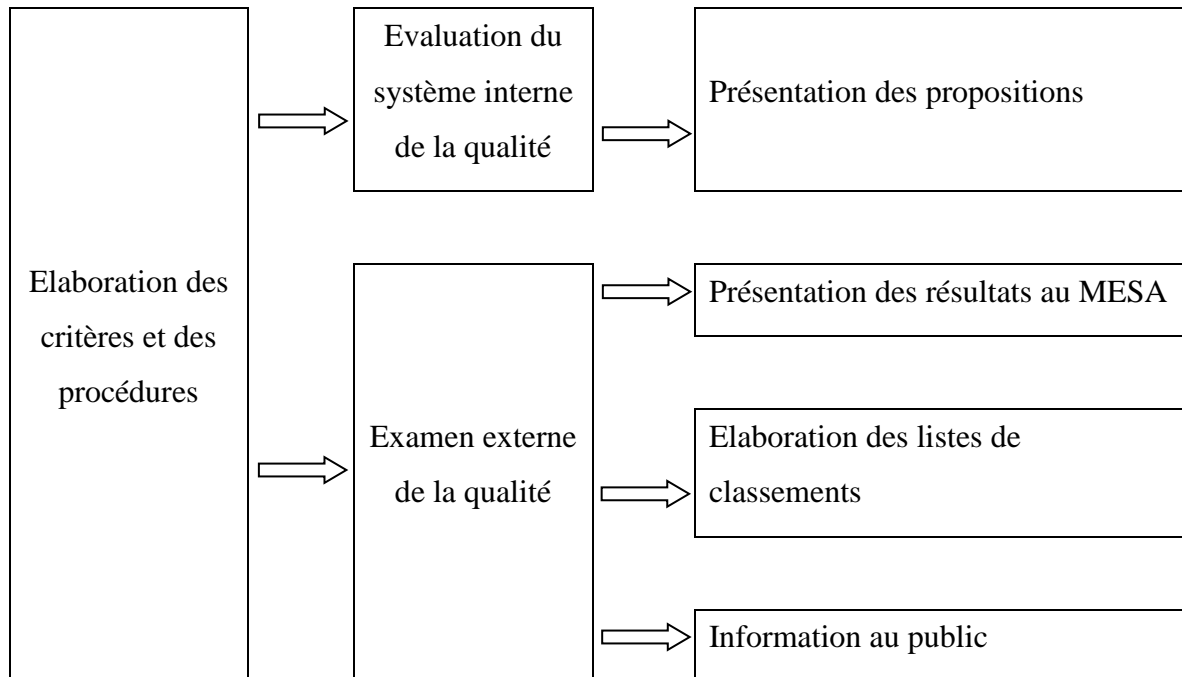 Elaboration des
critères et des
procédures
Evaluation du
système interne
de la qualité
Présentation des propositions
Examen externe
de la qualité
Présentation des résultats au MESA
Elaboration des listes de
classements
Information au public